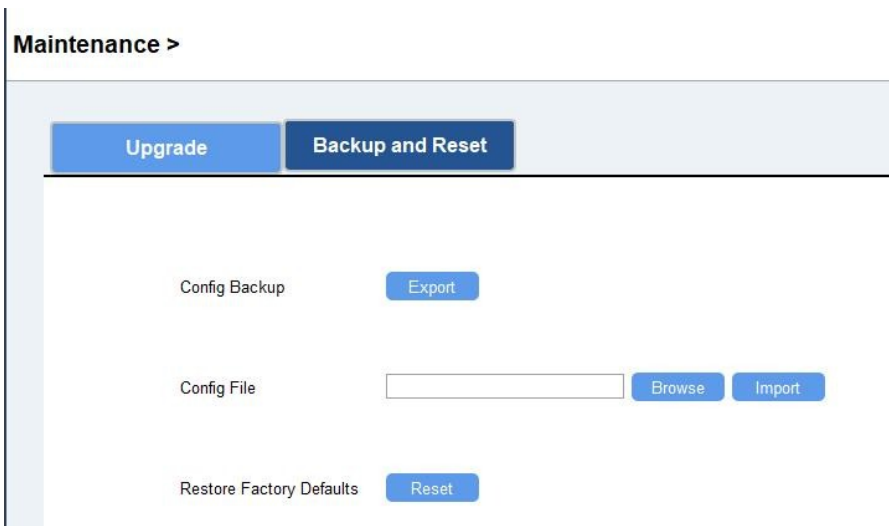 Maintenance >
Upgrade Backup and Reset
Config Backup Export
Config File Browse Import
Restore Factory Defaults Reset